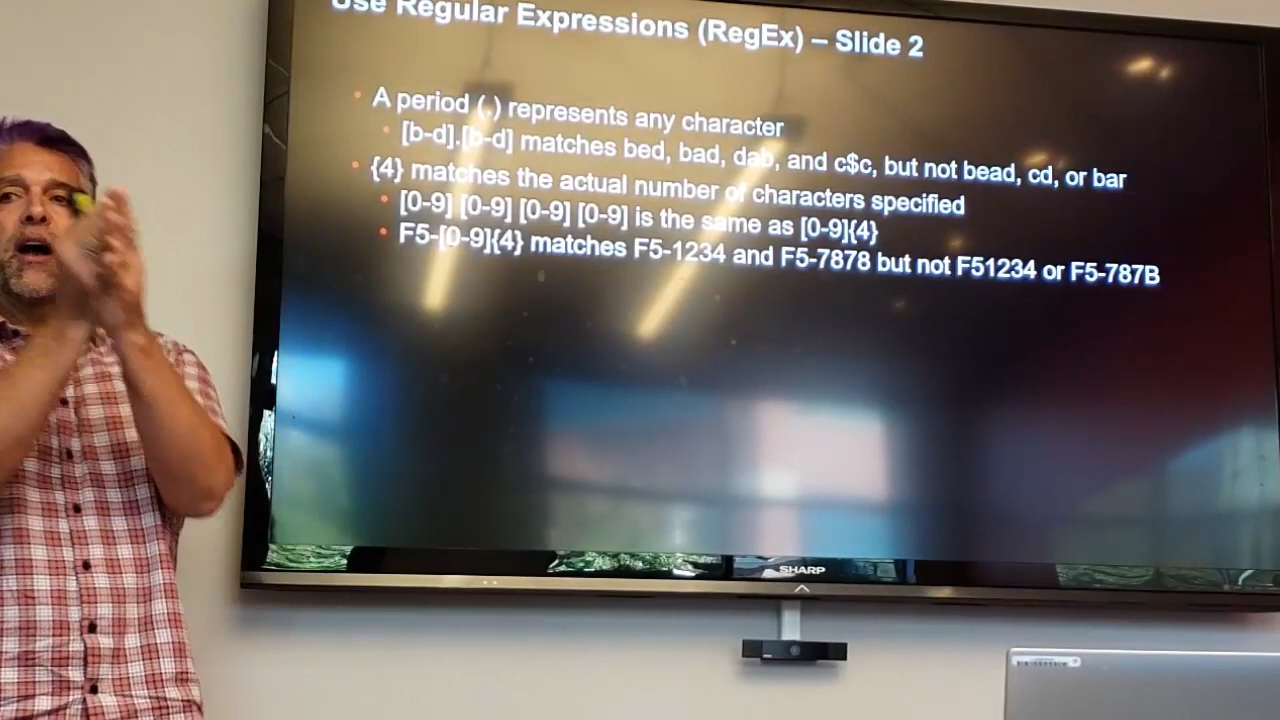 Use Regular Expressions (RegEx) – Slide 2
A period (.) represents any character
[b-d].[b-d] matches bed, bad, dab, and c$c, but not bead, cd, or bar
{4} matches the actual number of characters specified
[0-9] [0-9] [0-9] [0-9] is the same as [0-9]{4}
F5-[0-9]{4} matches F5-1234 and F5-7878 but not F51234 or F5-787B
SHARP